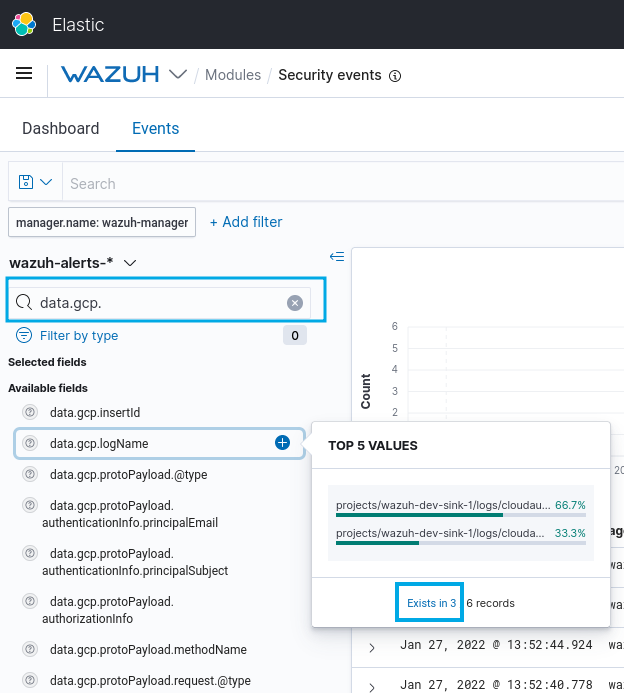 Elastic
WAZUH / Modules / Security events
Dashboard Events
Search
manager.name: wazuh-manager + Add filter
wazuh-alerts-*
data.gcp.
Filter by type 0
Selected fields
Available fields
data.gcp.insertId
data.gcp.logName
data.gcp.protoPayload.@type
data.gcp.protoPayload.
authenticationInfo.principalEmail
data.gcp.protoPayload.
authenticationInfo.principalSubject
data.gcp.protoPayload.
authorizationInfo
data.gcp.protoPayload.methodName
data.gcp.protoPayload.request.@type
Count
6
5
4
3
2
TOP 5 VALUES
projects/wazuh-dev-sink-1/logs/cloudau... 66.7%
projects/wazuh-dev-sink-1/logs/clouda... 33.3%
Exists in 3 6 records
Jan 27, 2022 @ 13:52:44.924 wa
Jan 27, 2022 @ 13:52:40.778 wa